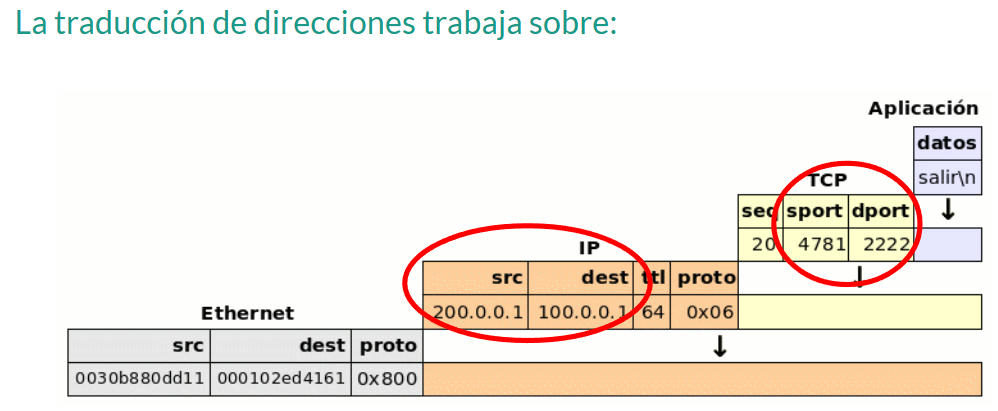 La traducción de direcciones trabaja sobre:
Aplicación
datos
salir\n
TCP
seq sport dport
20 4781 2222
IP
src dest ttl proto
200.0.0.1 100.0.0.1 64 0x06
Ethernet
src dest proto
0030b880dd11 000102ed4161 0x800